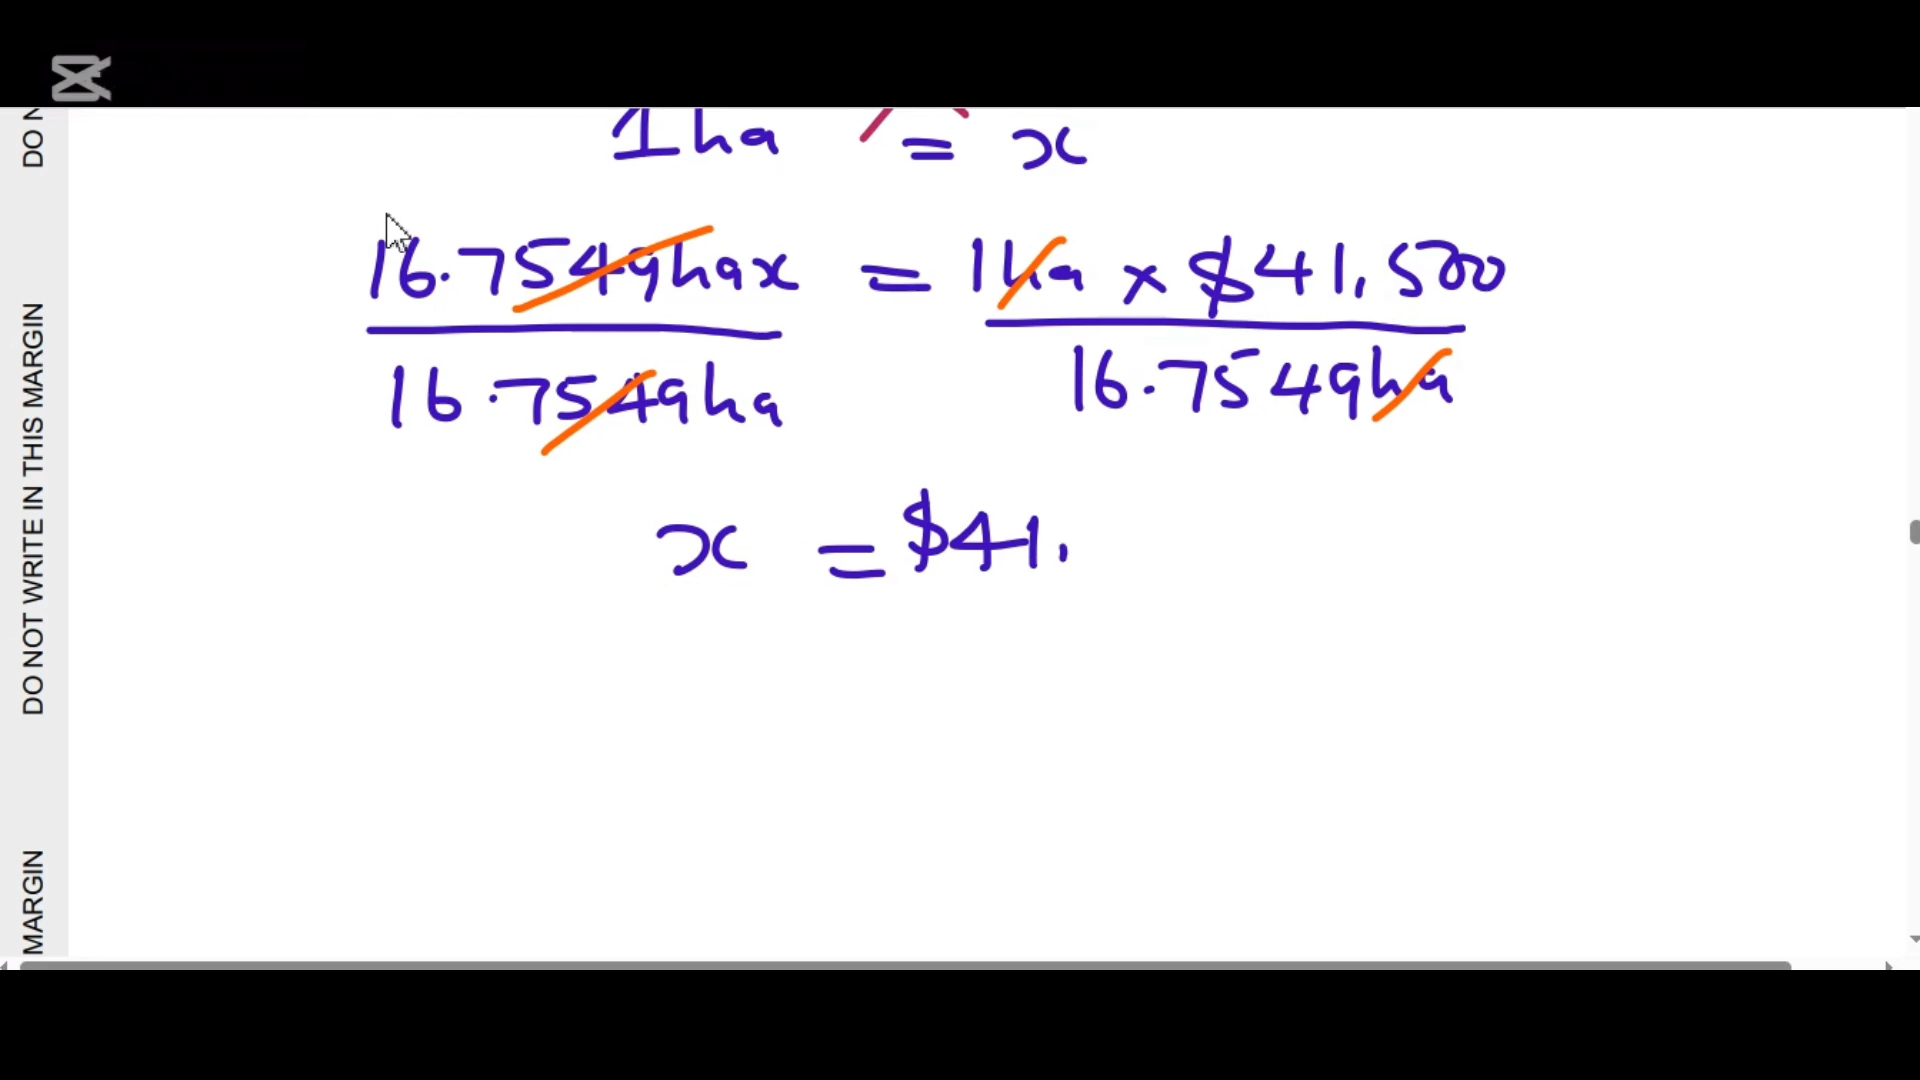 1ha = x
16.7549hax = 1ha x $41,500
16.7549ha 16.7549ha
x = $41,
DO N
DO NOT WRITE IN THIS MARGIN
MARGIN